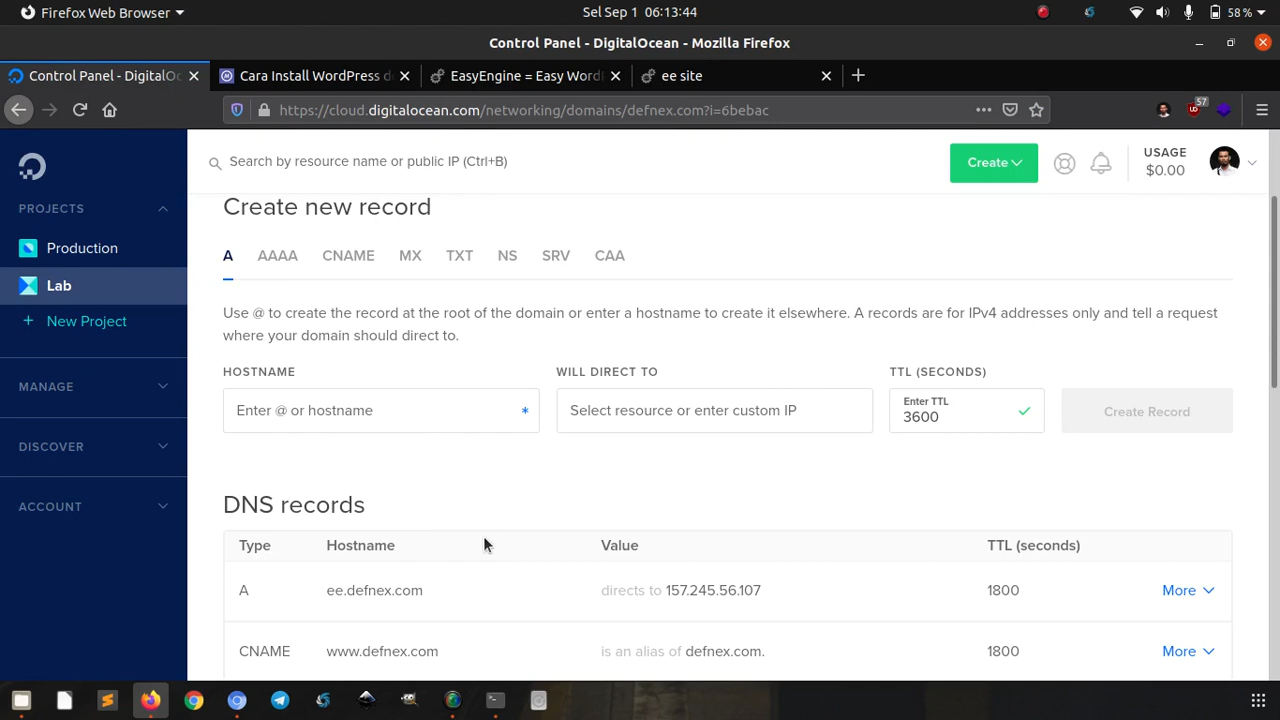 Firefox Web Browser
Sel Sep 1 06:13:44
58 %
Control Panel - DigitalOcean - Mozilla Firefox
Control Panel - DigitalOc
Cara Install WordPress d
EasyEngine = Easy WordP
ee site
https://cloud.digitalocean.com/networking/domains/defnex.com?i=6bebac
57
Search by resource name or public IP (Ctrl+B)
Create
USAGE
$0.00
PROJECTS
Production
Lab
+ New Project
MANAGE
DISCOVER
ACCOUNT
Create new record
A AAAA CNAME MX TXT NS SRV CAA
Use @ to create the record at the root of the domain or enter a hostname to create it elsewhere. A records are for IPv4 addresses only and tell a request
where your domain should direct to.
HOSTNAME WILL DIRECT TO TTL (SECONDS)
Enter @ or hostname *
Select resource or enter custom IP
Enter TTL
3600
Create Record
DNS records
Type Hostname Value TTL (seconds)
A ee.defnex.com directs to 157.245.56.107 1800 More
CNAME www.defnex.com is an alias of defnex.com. 1800 More